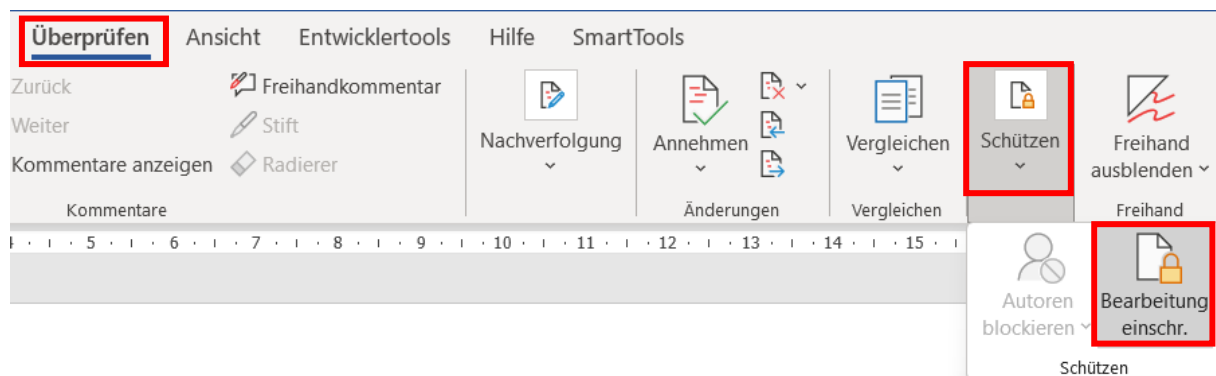 Überprüfen Ansicht Entwicklertools Hilfe SmartTools
Zurück
Weiter
Kommentare anzeigen
Freihandkommentar
Stift
Radierer
Kommentare
Nachverfolgung
Annehmen
Änderungen
Vergleichen
Vergleichen
Schützen
Freihand
ausblenden
Freihand
5 6 7 8 9 10 11 12 13 14 15
Autoren
blockieren
Bearbeitung
einschr.
Schützen